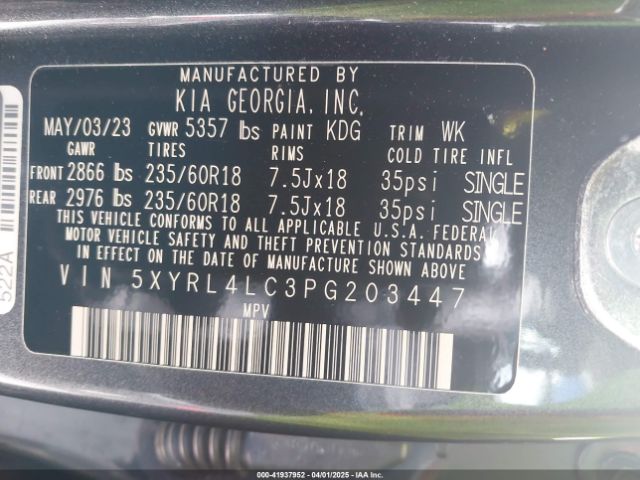 MANUFACTURED BY
KIA GEORGIA, INC,
MAY/03/23 GVWR 5357 lbs PAINT KDG TRIM WK
GAWR TIRES RIMS COLD TIRE INFL
FRONT 2866 lbs 235/60R18 7.5Jx18 35psi SINGLE
REAR 2976 lbs 235/60R18 7.5Jx18 35psi SINGLE
THIS VEHICLE CONFORMS TO ALL APPLICABLE U.S.A. FEDERAL
MOTOR VEHICLE SAFETY AND THEFT PREVENTION STANDARDS
IN EFFECT ON THE DATE OF MANUFACTURE SHOWN ABOVE
VIN 5XYRL4LC3PG203447
MPV
522A
000-41937952 - 04/01/2025 - Copyright IAA, Inc.